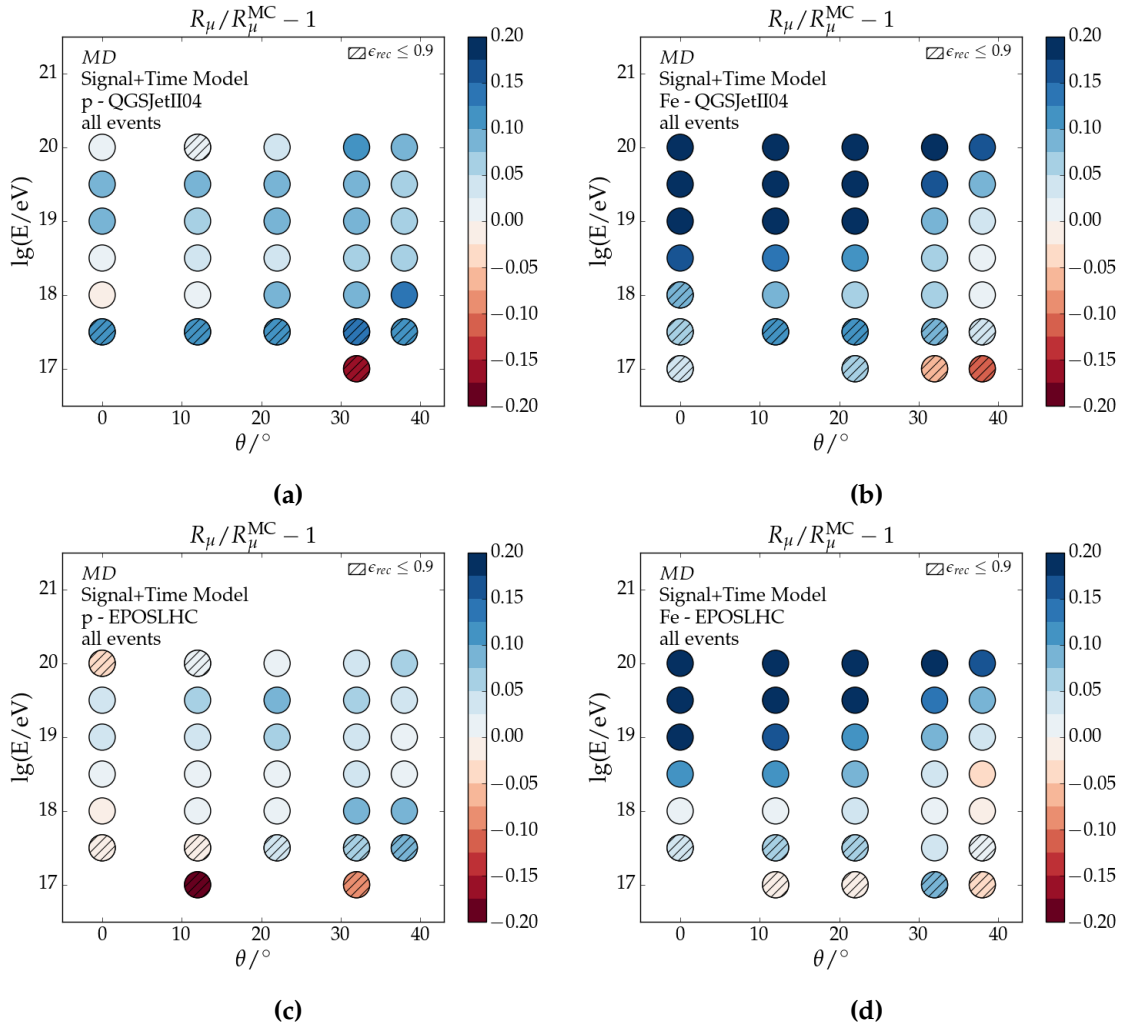 R_μ/R_μ^MC − 1
MD
Signal+Time Model
p - QGSJetII04
all events
ϵ_rec ≤ 0.9
lg(E/eV)
21
20
19
18
17
0 10 20 30 40
θ/°
0.20
0.15
0.10
0.05
0.00
−0.05
−0.10
−0.15
−0.20
(a)
R_μ/R_μ^MC − 1
MD
Signal+Time Model
Fe - QGSJetII04
all events
ϵ_rec ≤ 0.9
lg(E/eV)
21
20
19
18
17
0 10 20 30 40
θ/°
0.20
0.15
0.10
0.05
0.00
−0.05
−0.10
−0.15
−0.20
(b)
R_μ/R_μ^MC − 1
MD
Signal+Time Model
p - EPOSLHC
all events
ϵ_rec ≤ 0.9
lg(E/eV)
21
20
19
18
17
0 10 20 30 40
θ/°
0.20
0.15
0.10
0.05
0.00
−0.05
−0.10
−0.15
−0.20
(c)
R_μ/R_μ^MC − 1
MD
Signal+Time Model
Fe - EPOSLHC
all events
ϵ_rec ≤ 0.9
lg(E/eV)
21
20
19
18
17
0 10 20 30 40
θ/°
0.20
0.15
0.10
0.05
0.00
−0.05
−0.10
−0.15
−0.20
(d)